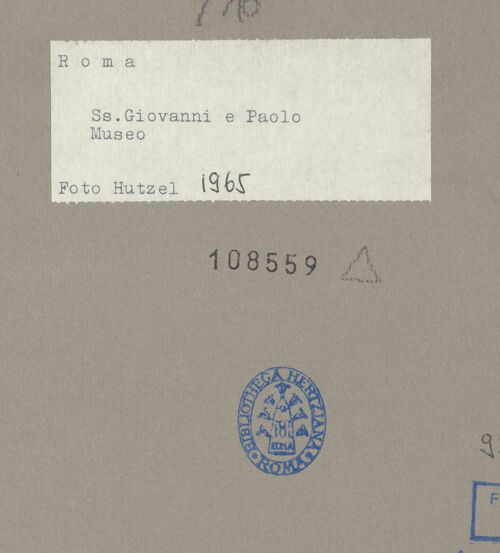 R o m a
Ss.Giovanni e Paolo
Museo
Foto Hutzel 1965
108559
BIBLIOTHECA HERTZIANA
ROMA
ROMA
F